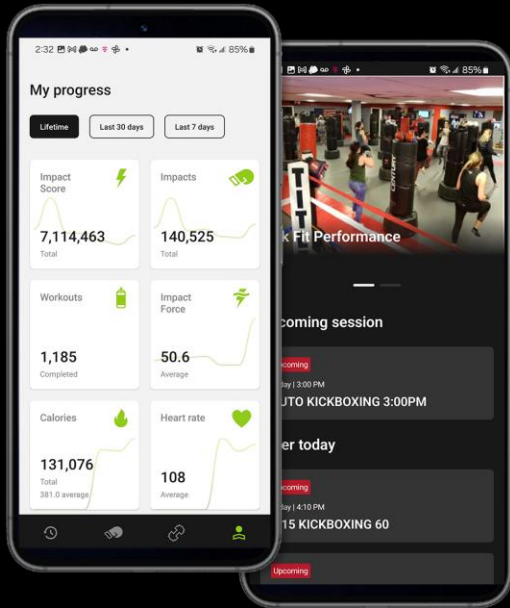 2:32
85%
My progress
Lifetime
Last 30 days
Last 7 days
Impact
Score
7,114,463
Total
Impacts
140,525
Total
Workouts
1,185
Completed
Impact
Force
50.6
Average
Calories
131,076
Total
381.0 average
Heart rate
108
Average
85%
CENTURY
k Fit Performance
coming session
coming
day | 3:00 PM
UTO KICKBOXING 3:00PM
er today
coming
day | 4:10 PM
15 KICKBOXING 60
Upcoming